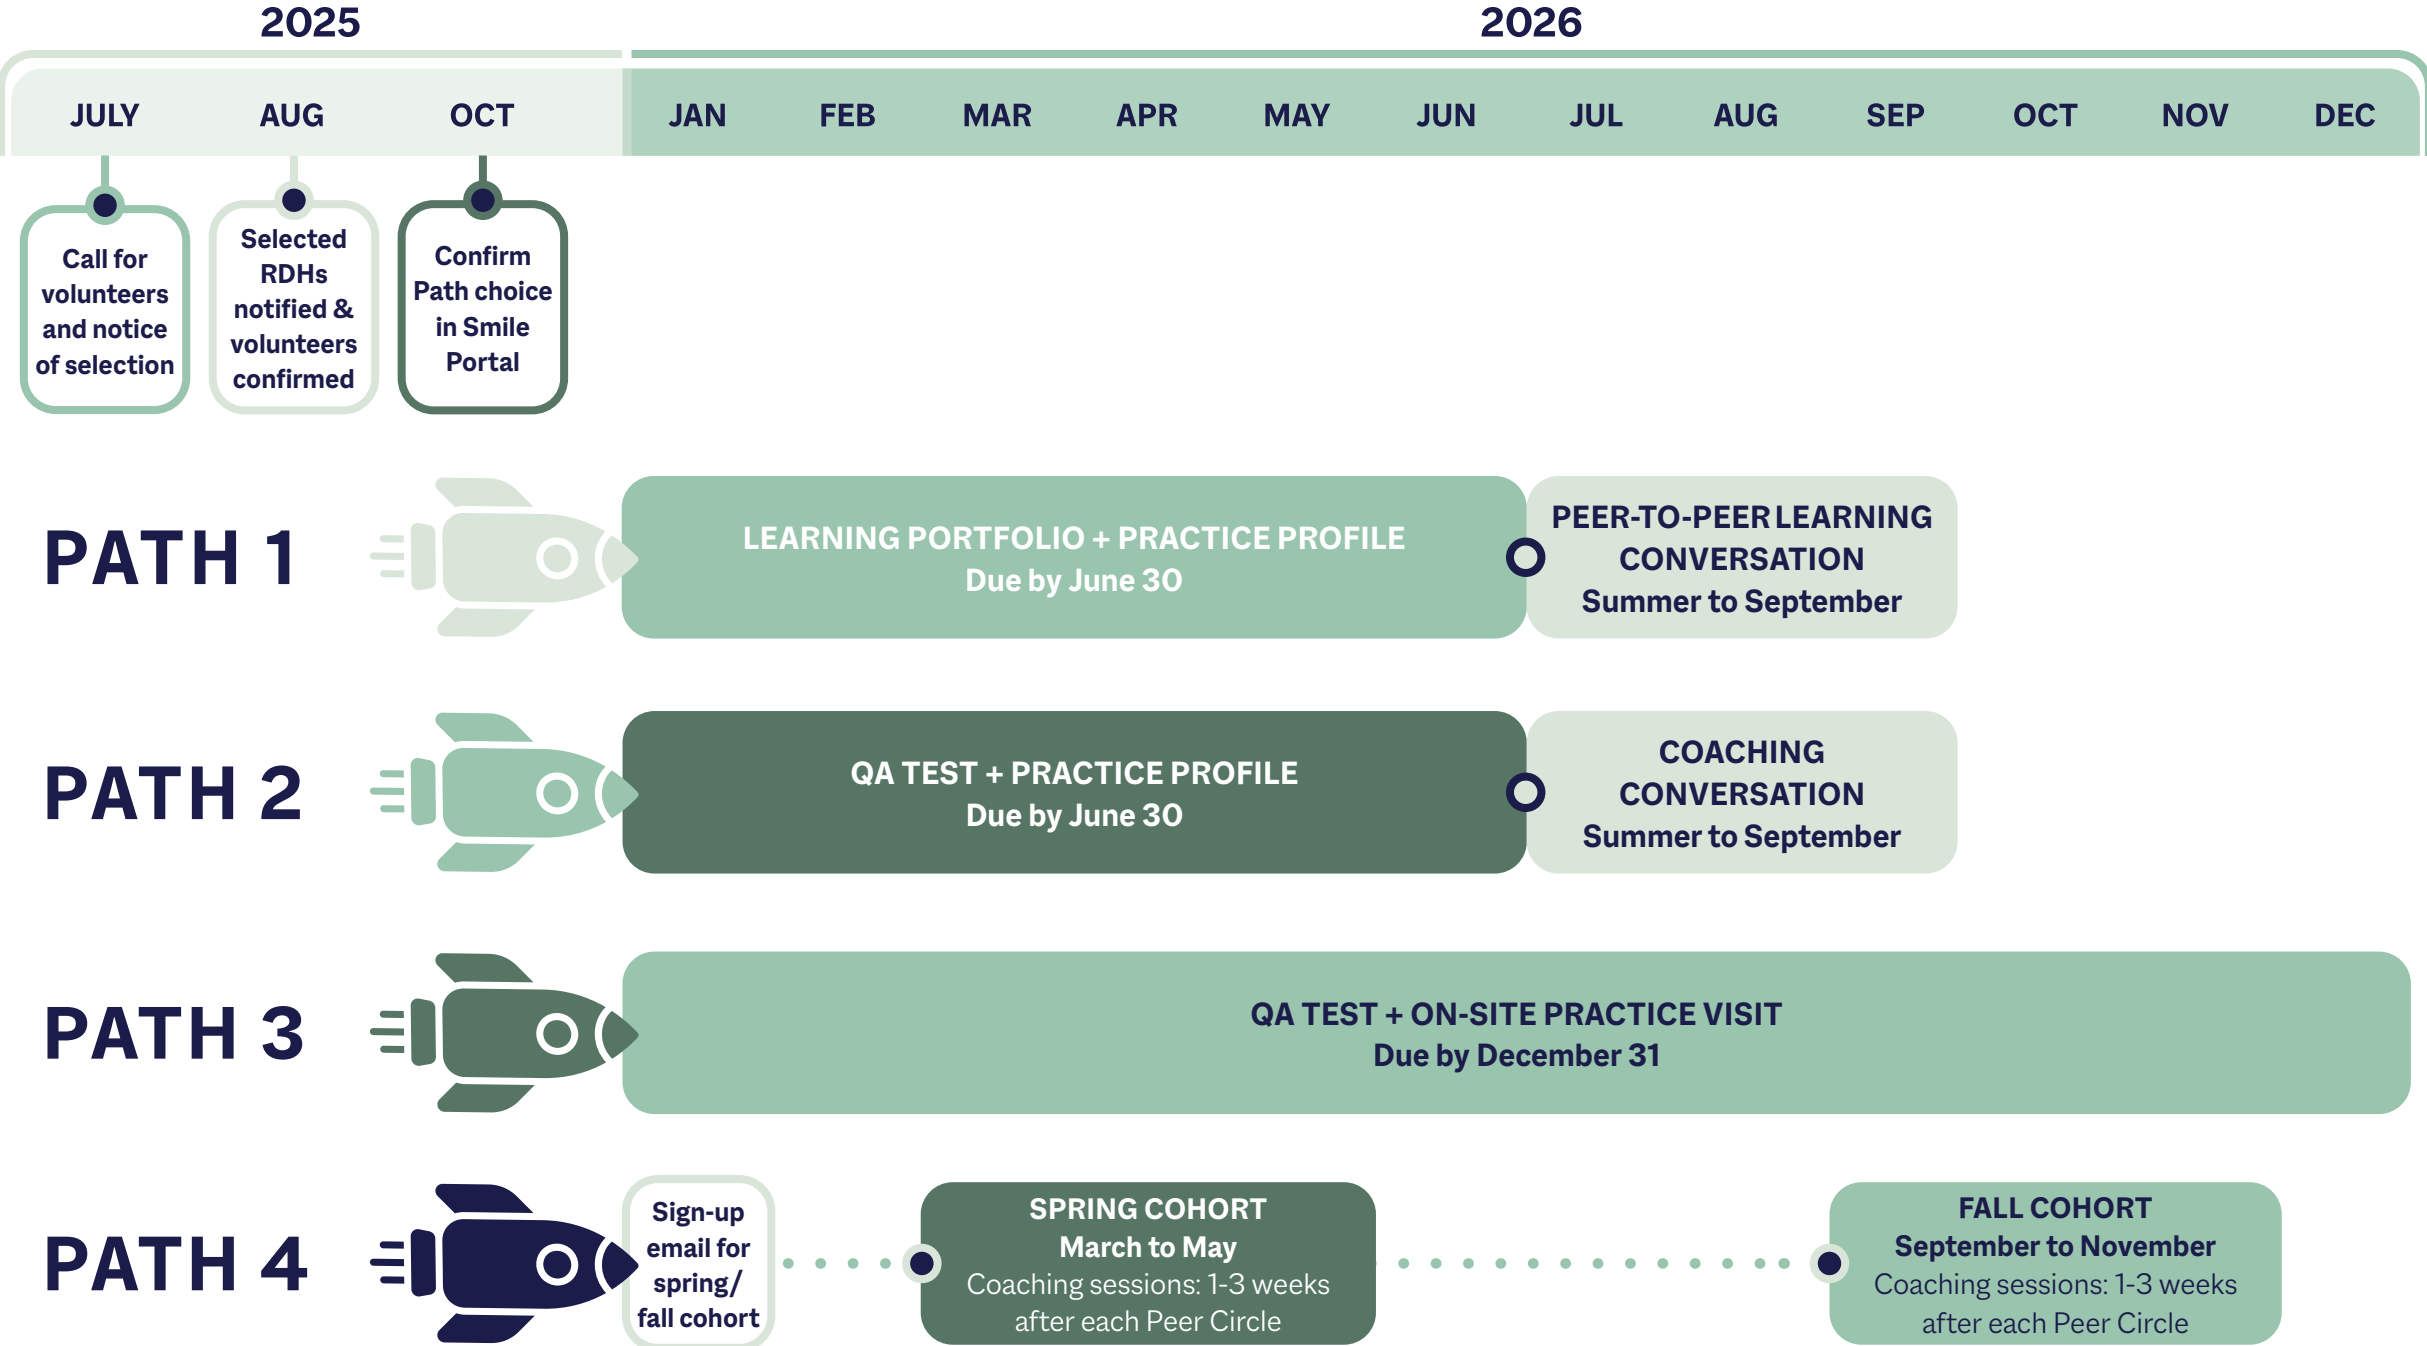 2025
2026
JULY
AUG
OCT
JAN
FEB
MAR
APR
MAY
JUN
JUL
AUG
SEP
OCT
NOV
DEC
Call for
volunteers
and notice
of selection
Selected
RDHs
notified &
volunteers
confirmed
Confirm
Path choice
in Smile
Portal
PATH 1
LEARNING PORTFOLIO + PRACTICE PROFILE
Due by June 30
PEER-TO-PEER LEARNING
CONVERSATION
Summer to September
PATH 2
QA TEST + PRACTICE PROFILE
Due by June 30
COACHING
CONVERSATION
Summer to September
PATH 3
QA TEST + ON-SITE PRACTICE VISIT
Due by December 31
PATH 4
Sign-up
email for
spring/
fall cohort
SPRING COHORT
March to May
Coaching sessions: 1-3 weeks
after each Peer Circle
FALL COHORT
September to November
Coaching sessions: 1-3 weeks
after each Peer Circle